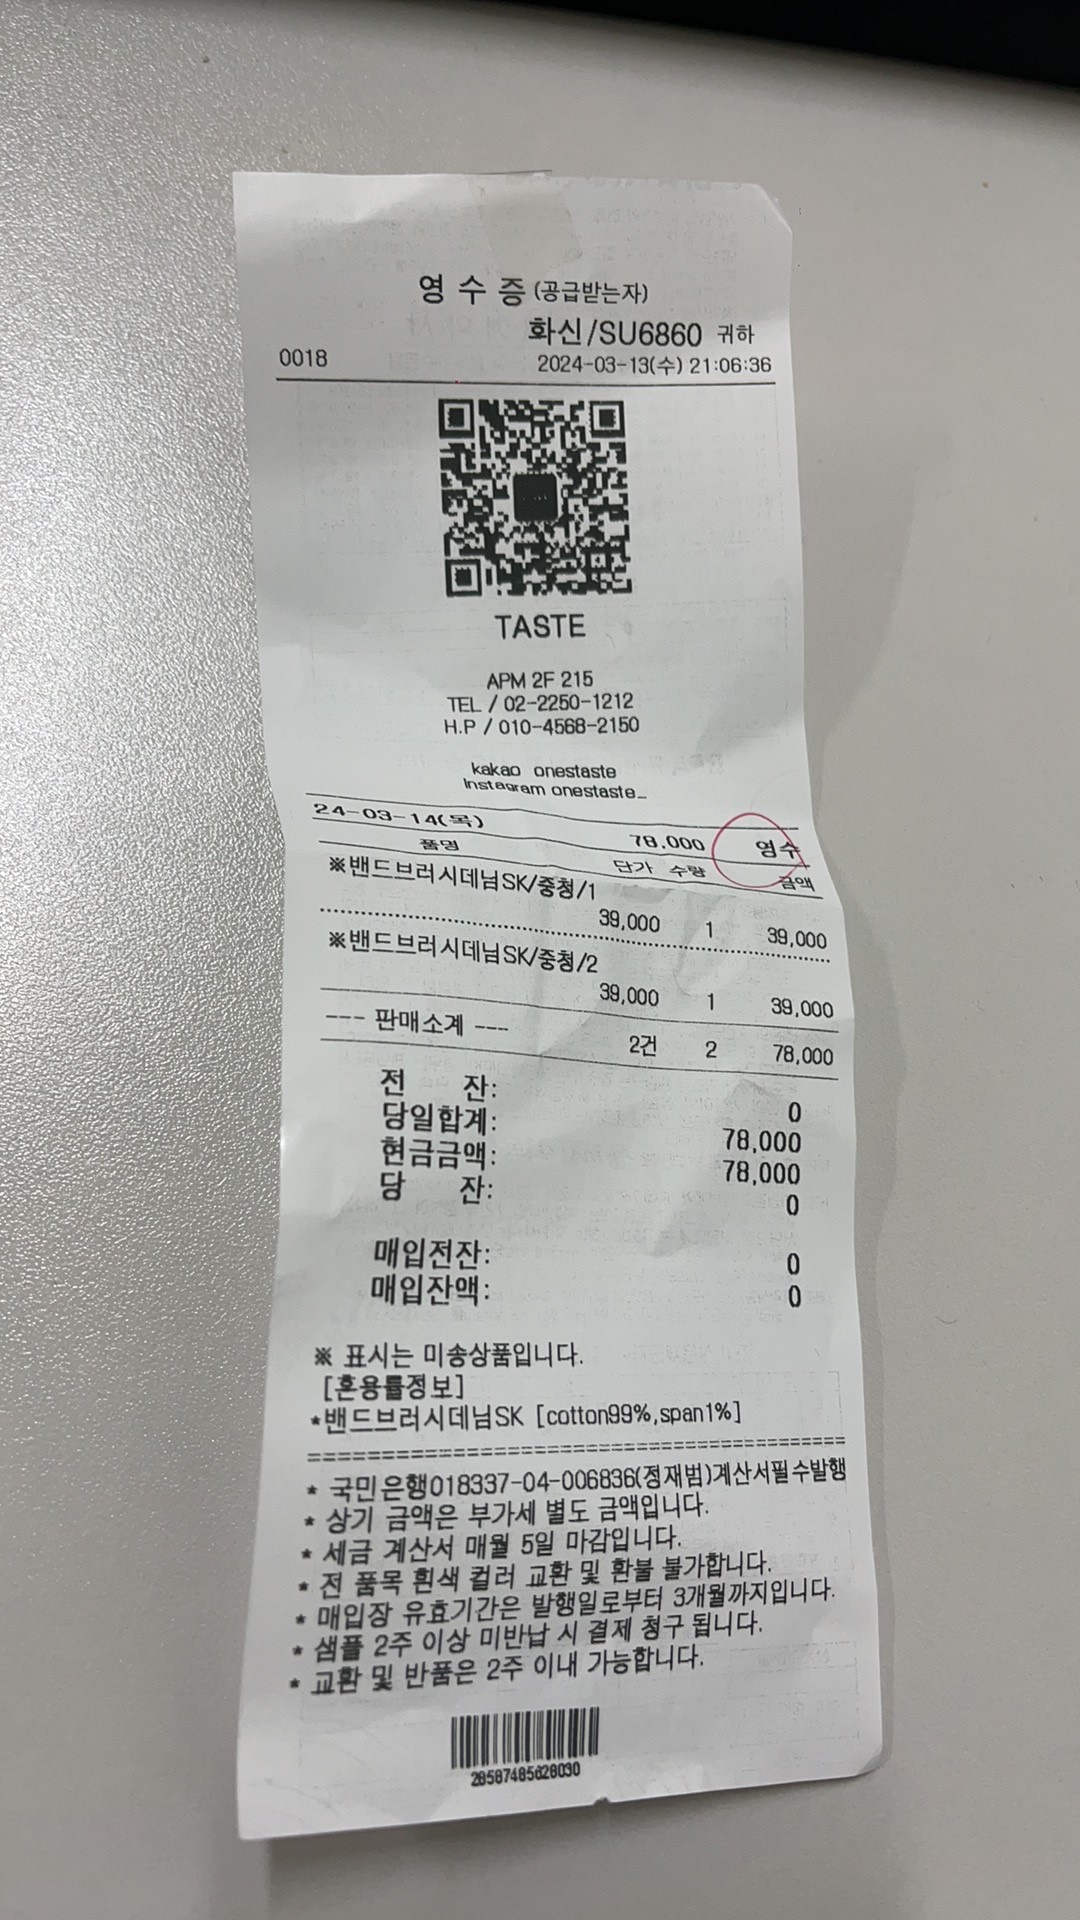 영 수 증 (공급받는자)
화신/SU6860 귀하
0018 2024-03-13(수) 21:06:36
TASTE
APM 2F 215
TEL / 02-2250-1212
H.P / 010-4568-2150
kakao onestaste
Instagram onestaste_
24-03-14(목) 78,000 영수
품명 단가 수량 금액
※밴드브러시데님SK/중청/1
39,000 1 39,000
※밴드브러시데님SK/중청/2
39,000 1 39,000
--- 판매소계 --- 2건 2 78,000
전 잔: 0
당일합계: 78,000
현금금액: 78,000
당 잔: 0
매입전잔: 0
매입잔액: 0
※ 표시는 미송상품입니다.
[혼용률정보]
*밴드브러시데님SK [cotton99%,span1%]
* 국민은행018337-04-006836(정재범)계산서필수발행
* 상기 금액은 부가세 별도 금액입니다.
* 세금 계산서 매월 5일 마감입니다.
* 전 품목 흰색 컬러 교환 및 환불 불가합니다.
* 매입장 유효기간은 발행일로부터 3개월까지입니다.
* 샘플 2주 이상 미반납 시 결제 청구 됩니다.
* 교환 및 반품은 2주 이내 가능합니다.
28587485628030